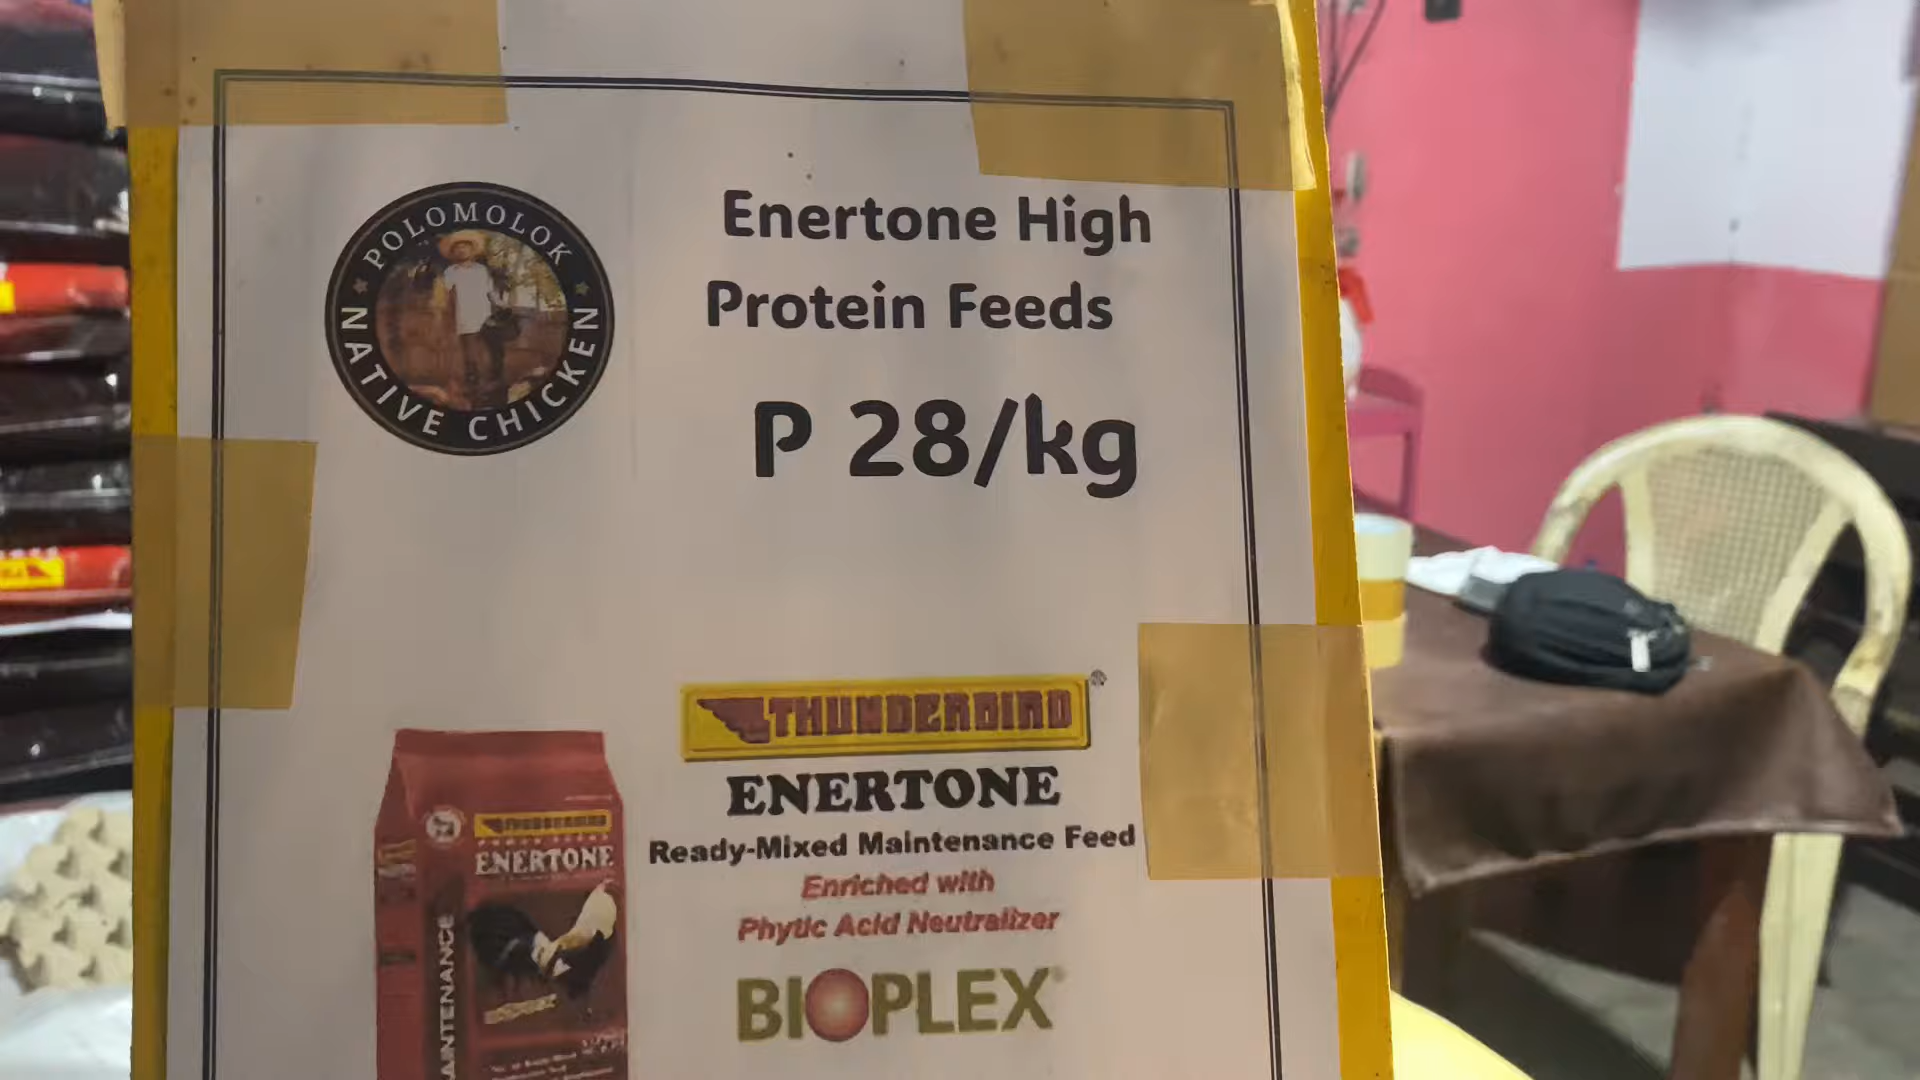 POLOMOLOK
NATIVE CHICKEN
Enertone High
Protein Feeds
P 28/kg
THUNDERBIRD
ENERTONE
Ready-Mixed Maintenance Feed
Enriched with
Phytic Acid Neutralizer
BIOPLEX
THUNDERBIRD
ENERTONE
MAINTENANCE